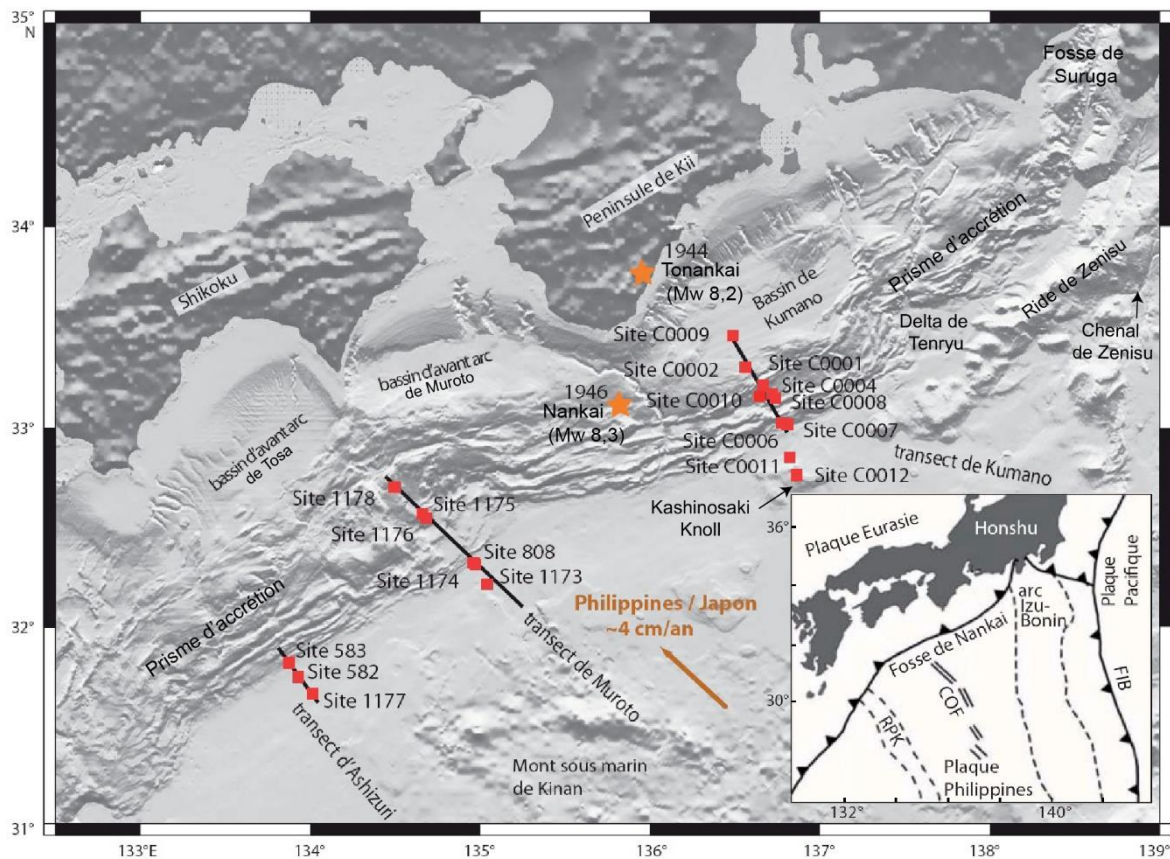 35°
N
34°
33°
32°
31°
133°E
134°
135°
136°
137°
138°
139°
Fosse de
Suruga
Péninsule de Kii
Prisme d'accrétion
Ride de Zenisu
Chenal
de Zenisu
Delta de
Tenryu
Shikoku
1944
Tonankai
(Mw 8,2)
Bassin de
Kumano
Site C0009
Site C0002
Site C0001
Site C0004
Site C0010
Site C0008
Site C0006
Site C0007
Site C0011
Site C0012
transect de Kumano
Kashinosaki
Knoll
bassin d'avant arc
de Muroto
1946
Nankai
(Mw 8,3)
bassin d'avant arc
de Tosa
Site 1178
Site 1175
Site 1176
Site 808
Site 1174
Site 1173
transect de Muroto
Philippines / Japon
~4 cm/an
Prisme d'accrétion
Site 583
Site 582
Site 1177
transect d'Ashizuri
Mont sous marin
de Kinan
36°
30°
132°
140°
Plaque Eurasie
Honshu
Plaque
Pacifique
arc
Izu-
Bonin
Fosse de Nankai
COF
RPK
FIB
Plaque
Philippines